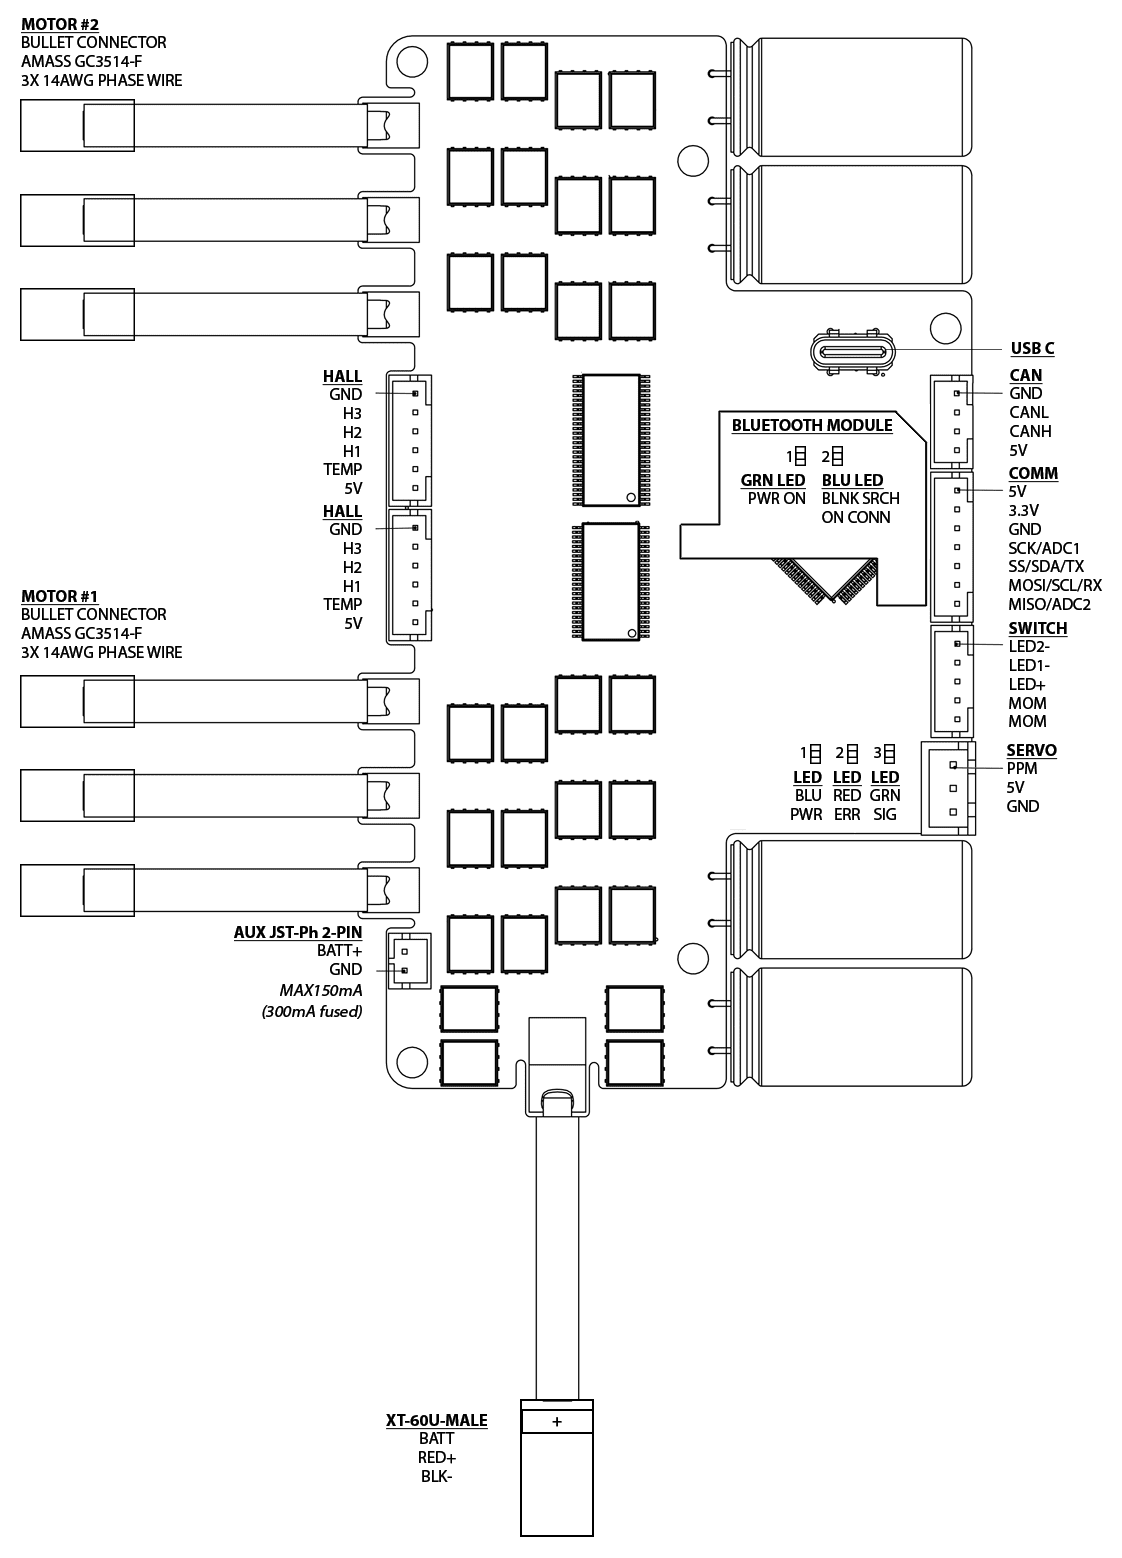 MOTOR #2
BULLET CONNECTOR
AMASS GC3514-F
3X 14AWG PHASE WIRE
USB C
HALL
GND
H3
H2
H1
TEMP
5V
HALL
GND
H3
H2
H1
TEMP
5V
CAN
GND
CANL
CANH
5V
BLUETOOTH MODULE
1
2
GRN LED
PWR ON
BLU LED
BLNK SRCH
ON CONN
COMM
5V
3.3V
GND
SCK/ADC1
SS/SDA/TX
MOSI/SCL/RX
MISO/ADC2
MOTOR #1
BULLET CONNECTOR
AMASS GC3514-F
3X 14AWG PHASE WIRE
SWITCH
LED2-
LED1-
LED+
MOM
MOM
1
2
3
LED
BLU
PWR
LED
RED
ERR
LED
GRN
SIG
SERVO
PPM
5V
GND
AUX JST-Ph 2-PIN
BATT+
GND
MAX150mA
(300mA fused)
XT-60U-MALE
BATT
RED+
BLK-
+